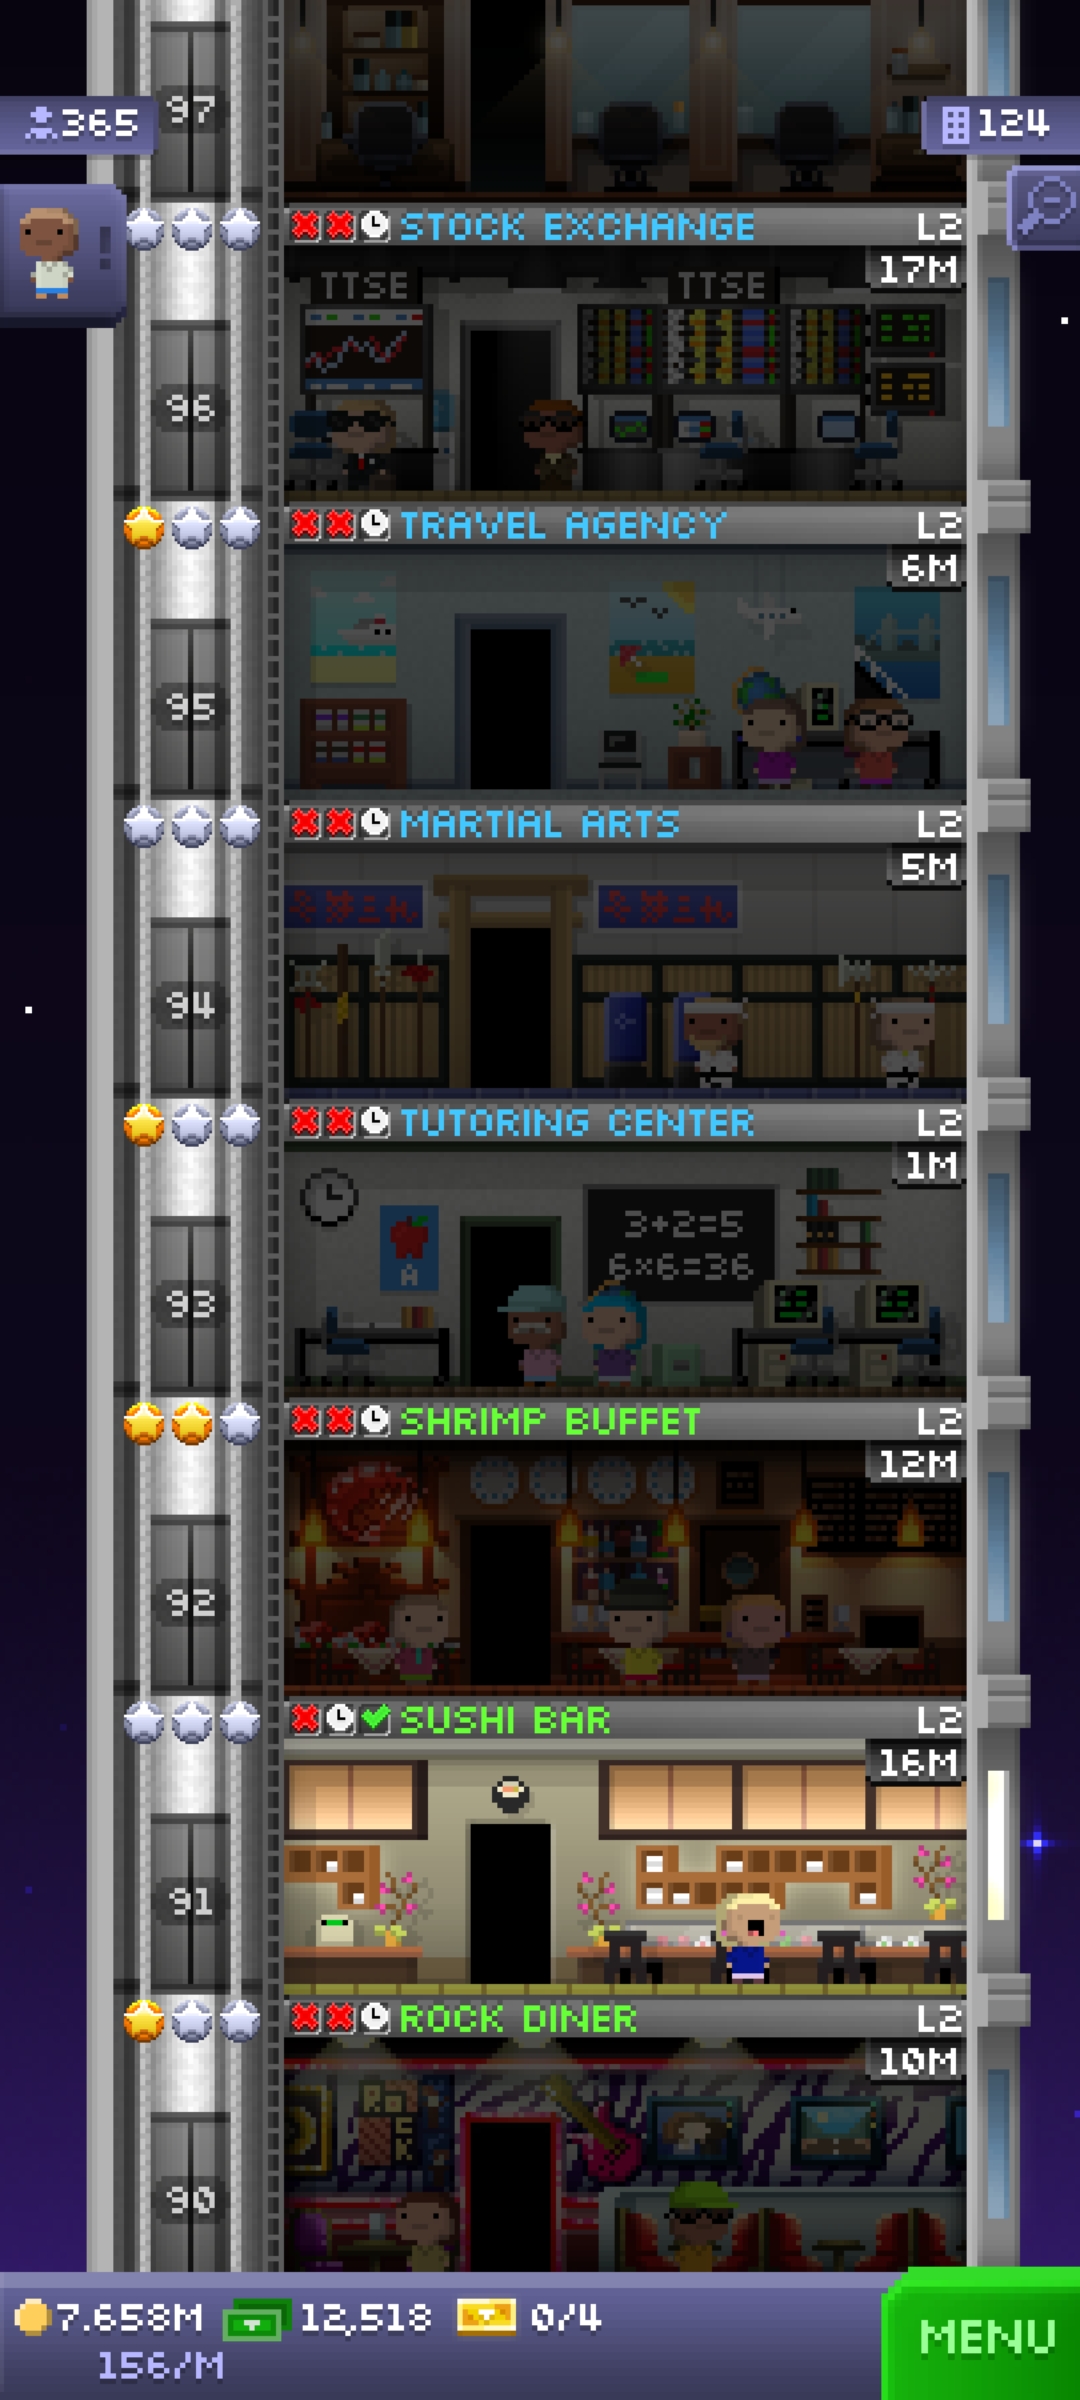 97
365
124
STOCK EXCHANGE L2
17M
TTSE TTSE
96
TRAVEL AGENCY L2
6M
95
MARTIAL ARTS L2
5M
94
TUTORING CENTER L2
1M
3+2=5
6×6=36
A
93
SHRIMP BUFFET L2
12M
92
SUSHI BAR L2
16M
91
ROCK DINER L2
10M
90
7.658M 12,518 0/4
156/M
MENU